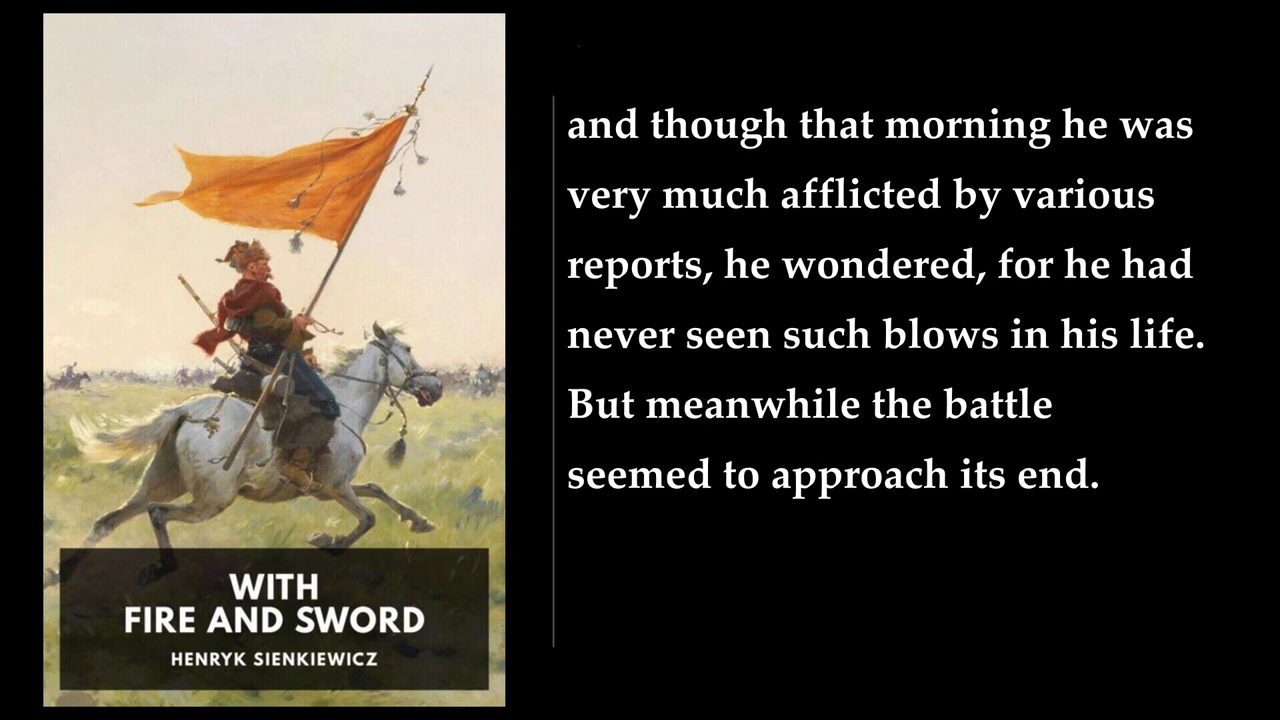 WITH
FIRE AND SWORD
HENRYK SIENKIEWICZ
and though that morning he was
very much afflicted by various
reports, he wondered, for he had
never seen such blows in his life.
But meanwhile the battle
seemed to approach its end.